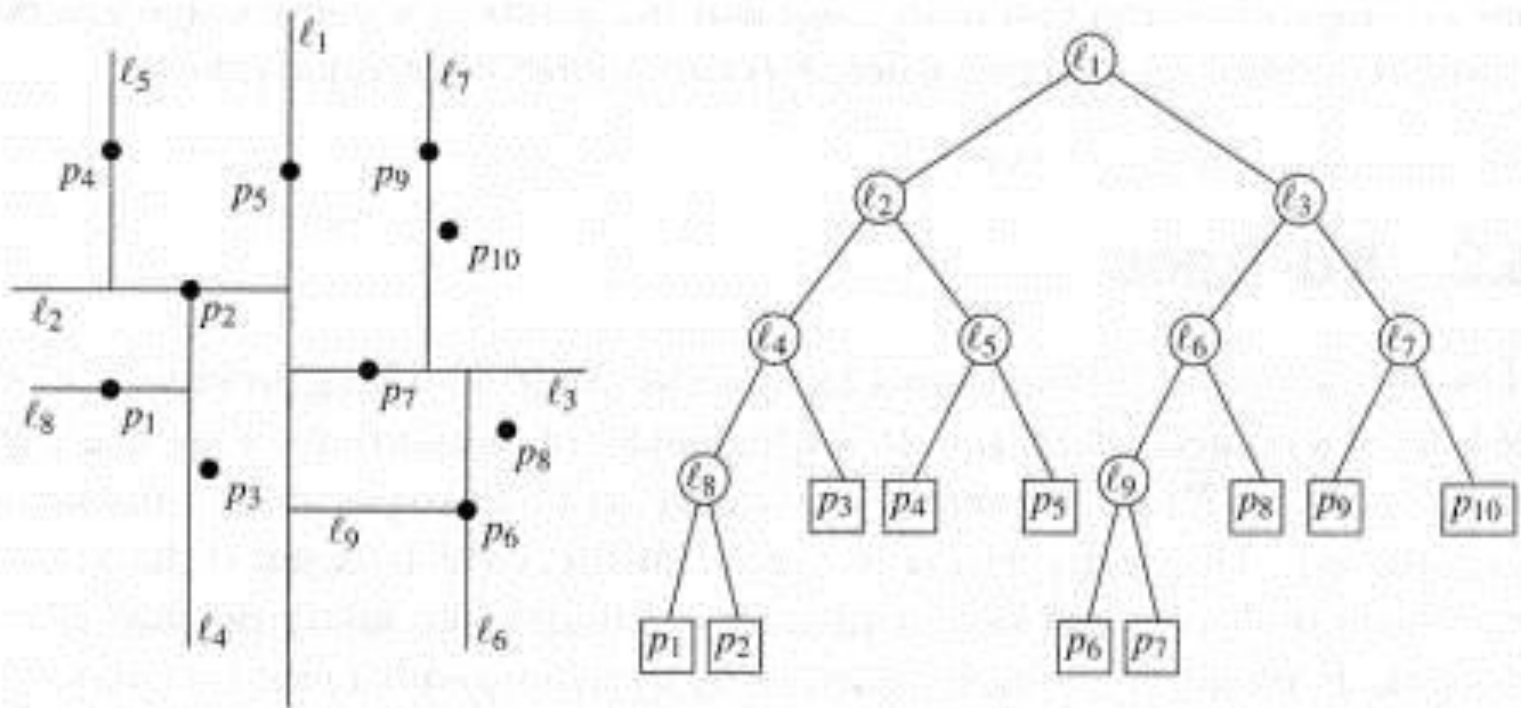 ℓ₁
ℓ₅
ℓ₇
p₄
p₅
p₉
p₁₀
ℓ₂
p₂
ℓ₈
p₁
p₇
ℓ₃
p₃
p₈
ℓ₉
p₆
ℓ₄
ℓ₆
ℓ₁
ℓ₂ ℓ₃
ℓ₄ ℓ₅ ℓ₆ ℓ₇
ℓ₈ p₃ p₄ p₅ ℓ₉ p₈ p₉ p₁₀
p₁ p₂ p₆ p₇